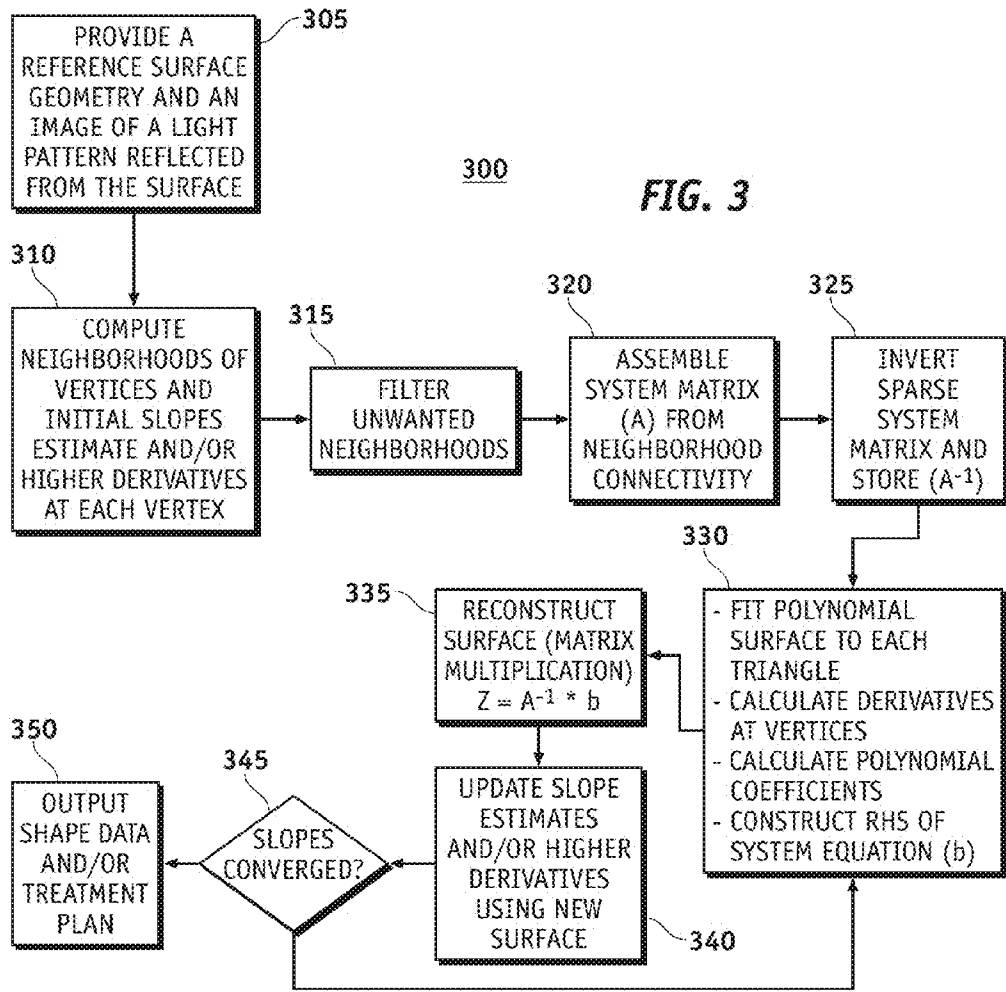 305
PROVIDE A
REFERENCE SURFACE
GEOMETRY AND AN
IMAGE OF A LIGHT
PATTERN REFLECTED
FROM THE SURFACE
300
FIG. 3
310
COMPUTE
NEIGHBORHOODS OF
VERTICES AND
INITIAL SLOPES
ESTIMATE AND/OR
HIGHER DERIVATIVES
AT EACH VERTEX
315
FILTER
UNWANTED
NEIGHBORHOODS
320
ASSEMBLE
SYSTEM MATRIX
(A) FROM
NEIGHBORHOOD
CONNECTIVITY
325
INVERT
SPARSE
SYSTEM
MATRIX AND
STORE (A⁻¹)
330
- FIT POLYNOMIAL
SURFACE TO EACH
TRIANGLE
- CALCULATE DERIVATIVES
AT VERTICES
- CALCULATE POLYNOMIAL
COEFFICIENTS
- CONSTRUCT RHS OF
SYSTEM EQUATION (b)
335
RECONSTRUCT
SURFACE (MATRIX
MULTIPLICATION)
Z = A⁻¹ * b
340
UPDATE SLOPE
ESTIMATES
AND/OR HIGHER
DERIVATIVES
USING NEW
SURFACE
345
SLOPES
CONVERGED?
350
OUTPUT
SHAPE DATA
AND/OR
TREATMENT
PLAN